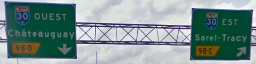 30 OUEST
Châteauguay
98-O
30 EST
Sorel-Tracy
98-E